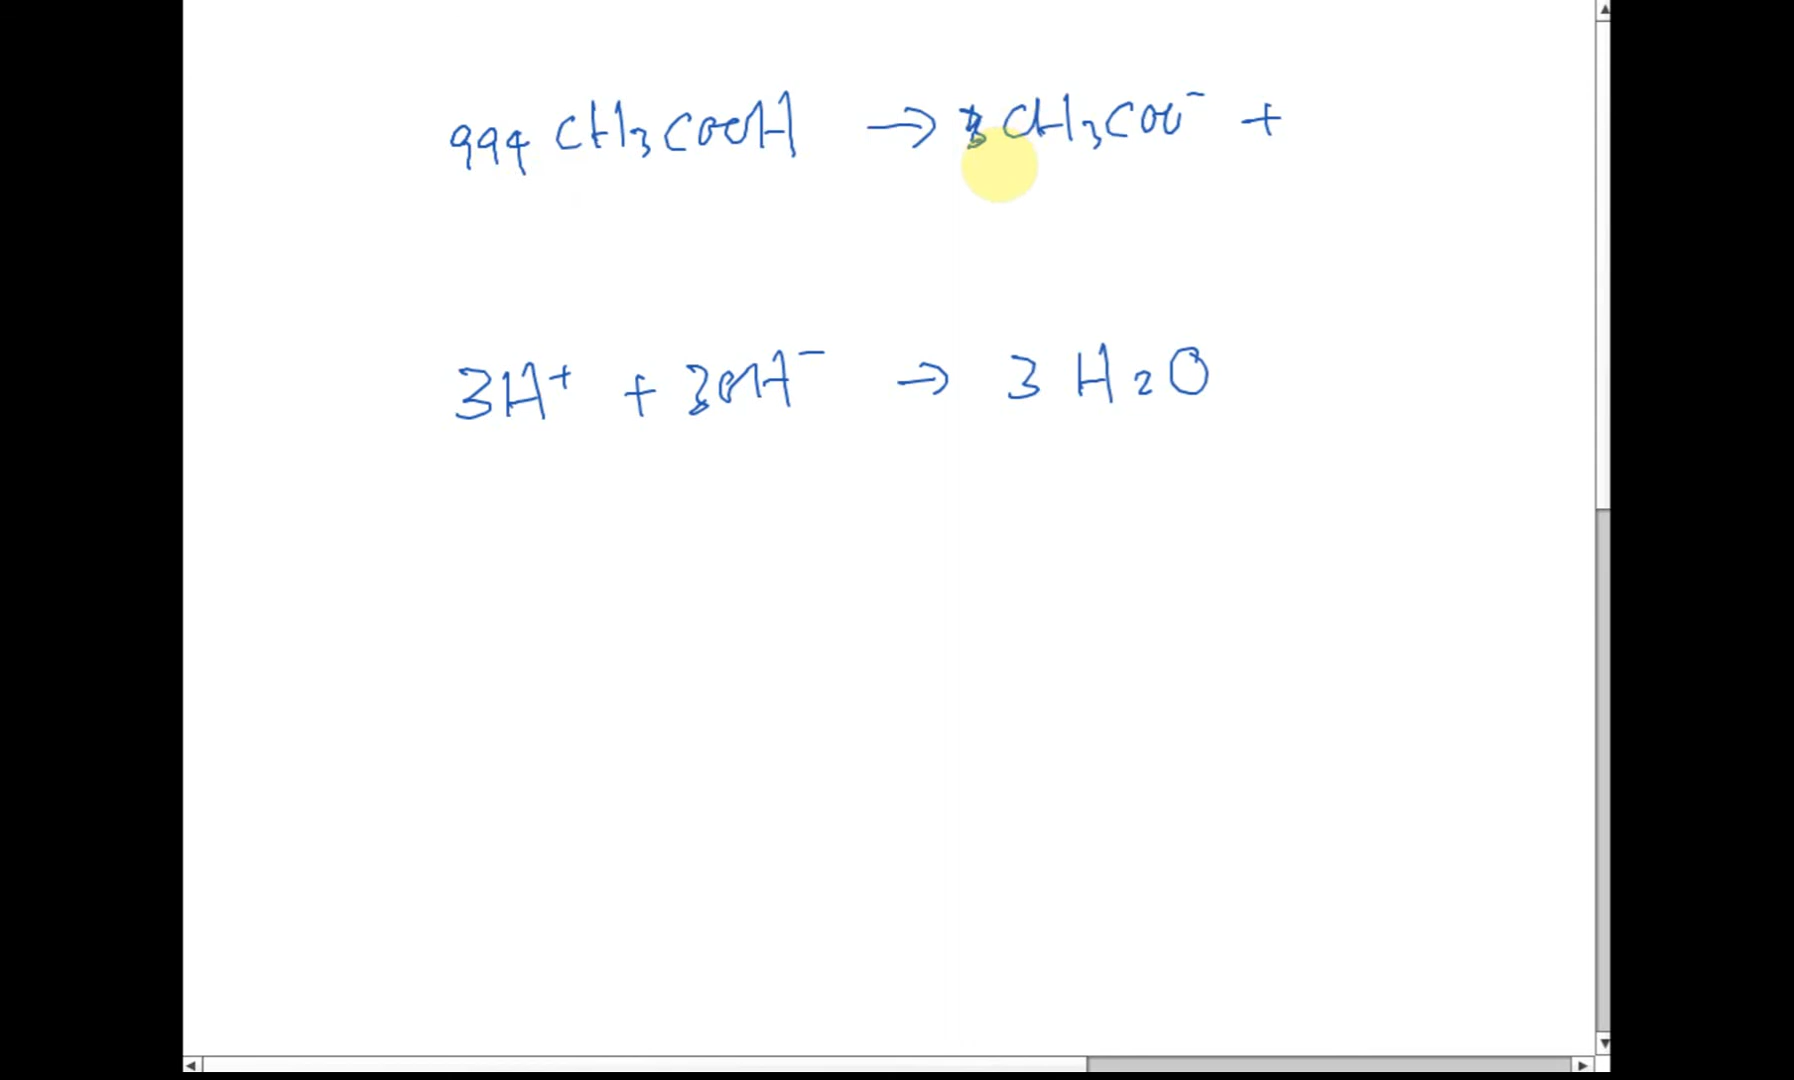 994 CH3COOH → 3 CH3COO⁻ +
3H⁺ + 3OH⁻ → 3 H2O